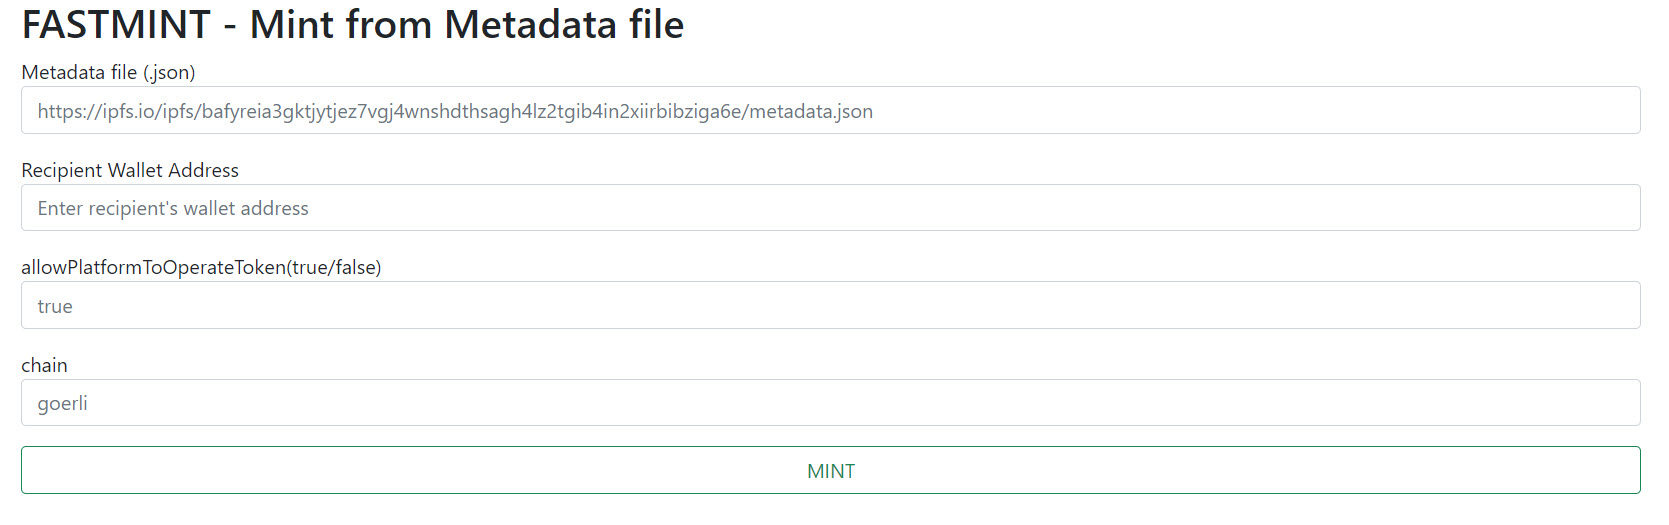 FASTMINT - Mint from Metadata file
Metadata file (.json)
https://ipfs.io/ipfs/bafyreia3gktjytjez7vgj4wnshdthsagh4lz2tgib4in2xiirbibziga6e/metadata.json
Recipient Wallet Address
Enter recipient's wallet address
allowPlatformToOperateToken(true/false)
true
chain
goerli
MINT